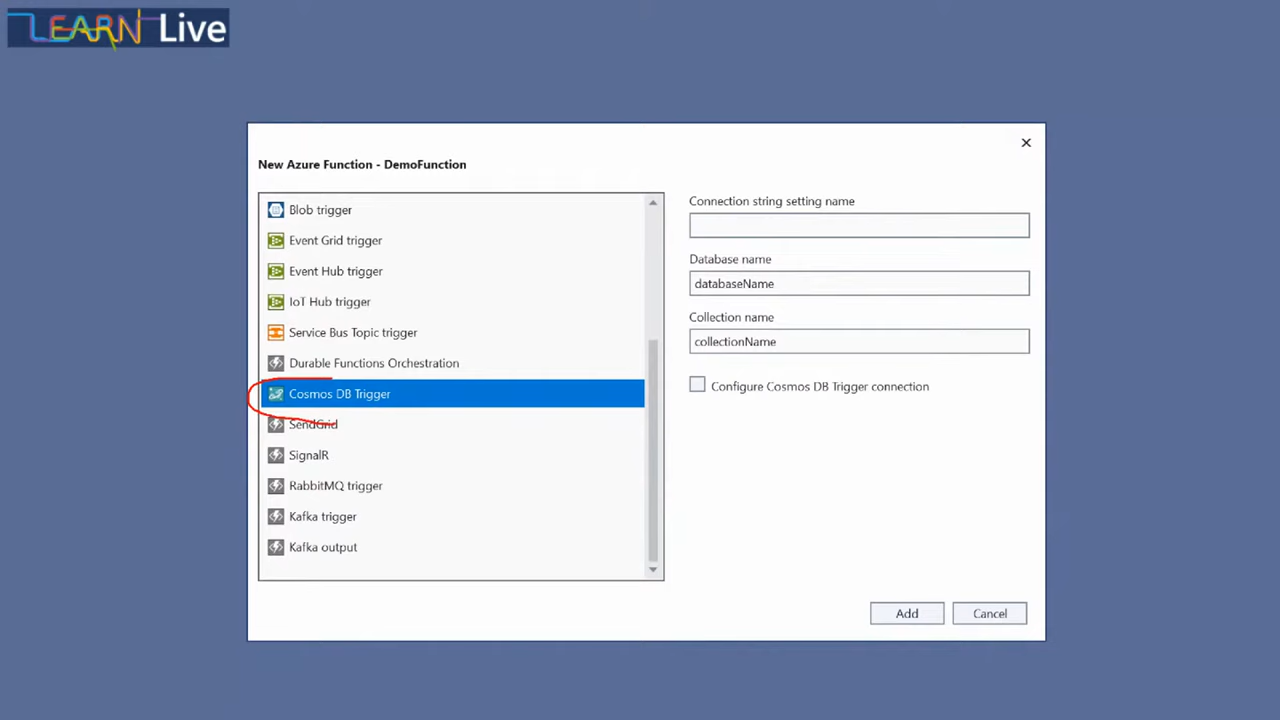 LEARN Live
New Azure Function - DemoFunction
Blob trigger
Event Grid trigger
Event Hub trigger
IoT Hub trigger
Service Bus Topic trigger
Durable Functions Orchestration
Cosmos DB Trigger
SendGrid
SignalR
RabbitMQ trigger
Kafka trigger
Kafka output
Connection string setting name
Database name
databaseName
Collection name
collectionName
Configure Cosmos DB Trigger connection
Add
Cancel